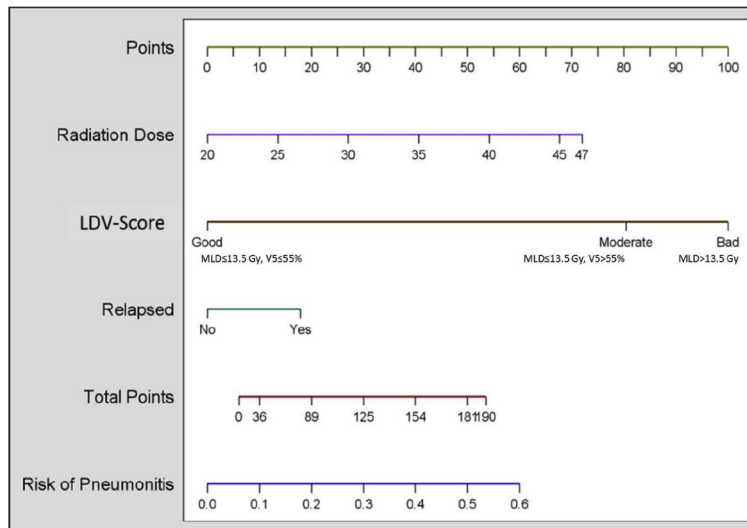 Points
0 10 20 30 40 50 60 70 80 90 100
Radiation Dose
20 25 30 35 40 45 47
LDV-Score
Good Moderate Bad
MLD≤13.5 Gy, V5≤55% MLD≤13.5 Gy, V5>55% MLD>13.5 Gy
Relapsed
No Yes
Total Points
0 36 89 125 154 181190
Risk of Pneumonitis
0.0 0.1 0.2 0.3 0.4 0.5 0.6